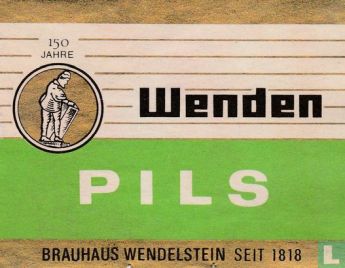 150
JAHRE
Wenden
PILS
BRAUHAUS WENDELSTEIN SEIT 1818
L